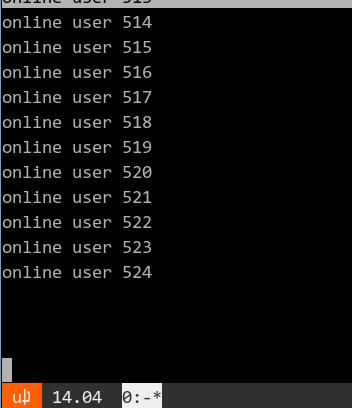 online user 513
online user 514
online user 515
online user 516
online user 517
online user 518
online user 519
online user 520
online user 521
online user 522
online user 523
online user 524
14.04 0:-*